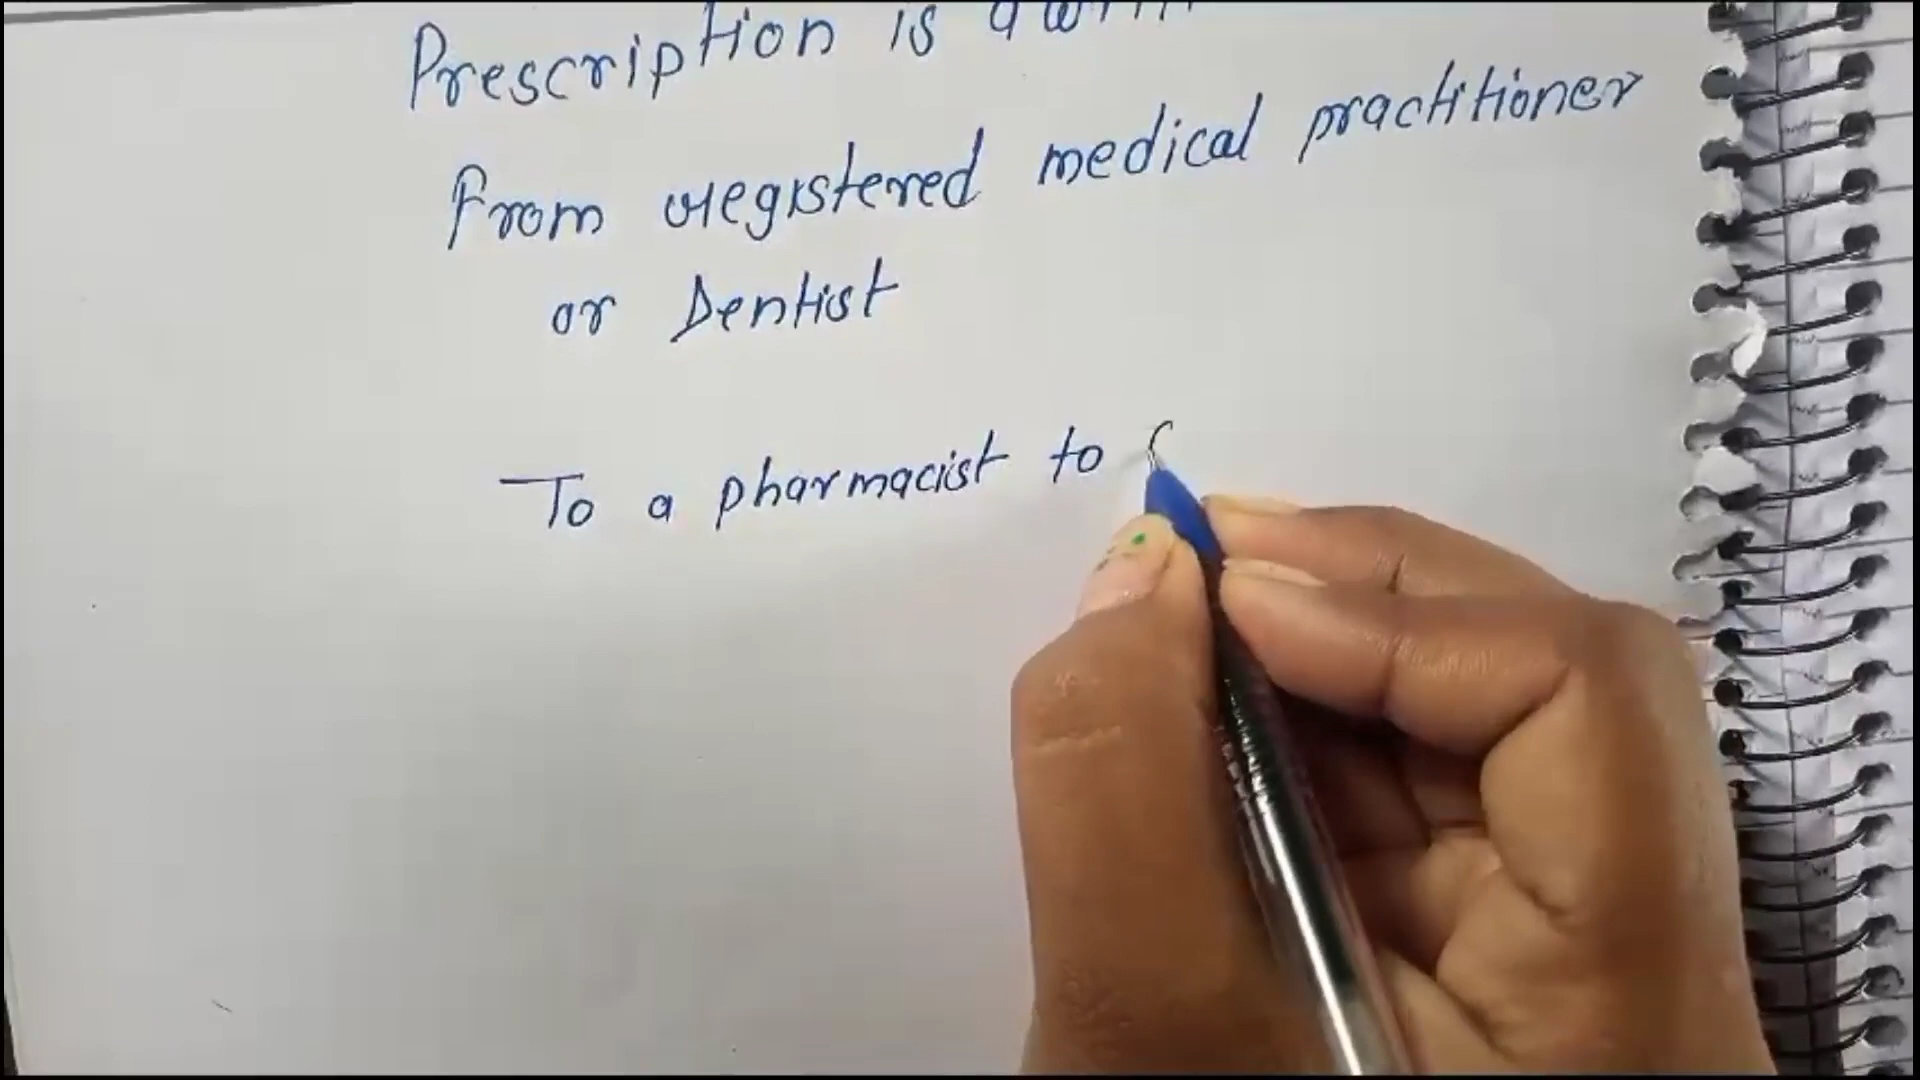 Prescription is a
From registered medical practitioner
or Dentist
To a pharmacist to